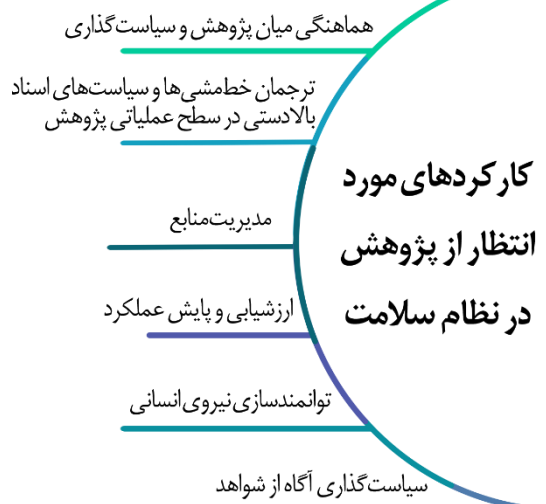 کارکردهای مورد
انتظار از پژوهش
در نظام سلامت
هماهنگی میان پژوهش و سیاست‌گذاری
ترجمان خط‌مشی‌ها و سیاست‌های اسناد
بالادستی در سطح عملیاتی پژوهش
مدیریت‌منابع
ارزشیابی و پایش عملکرد
توانمندسازی نیروی انسانی
سیاست‌گذاری آگاه از شواهد